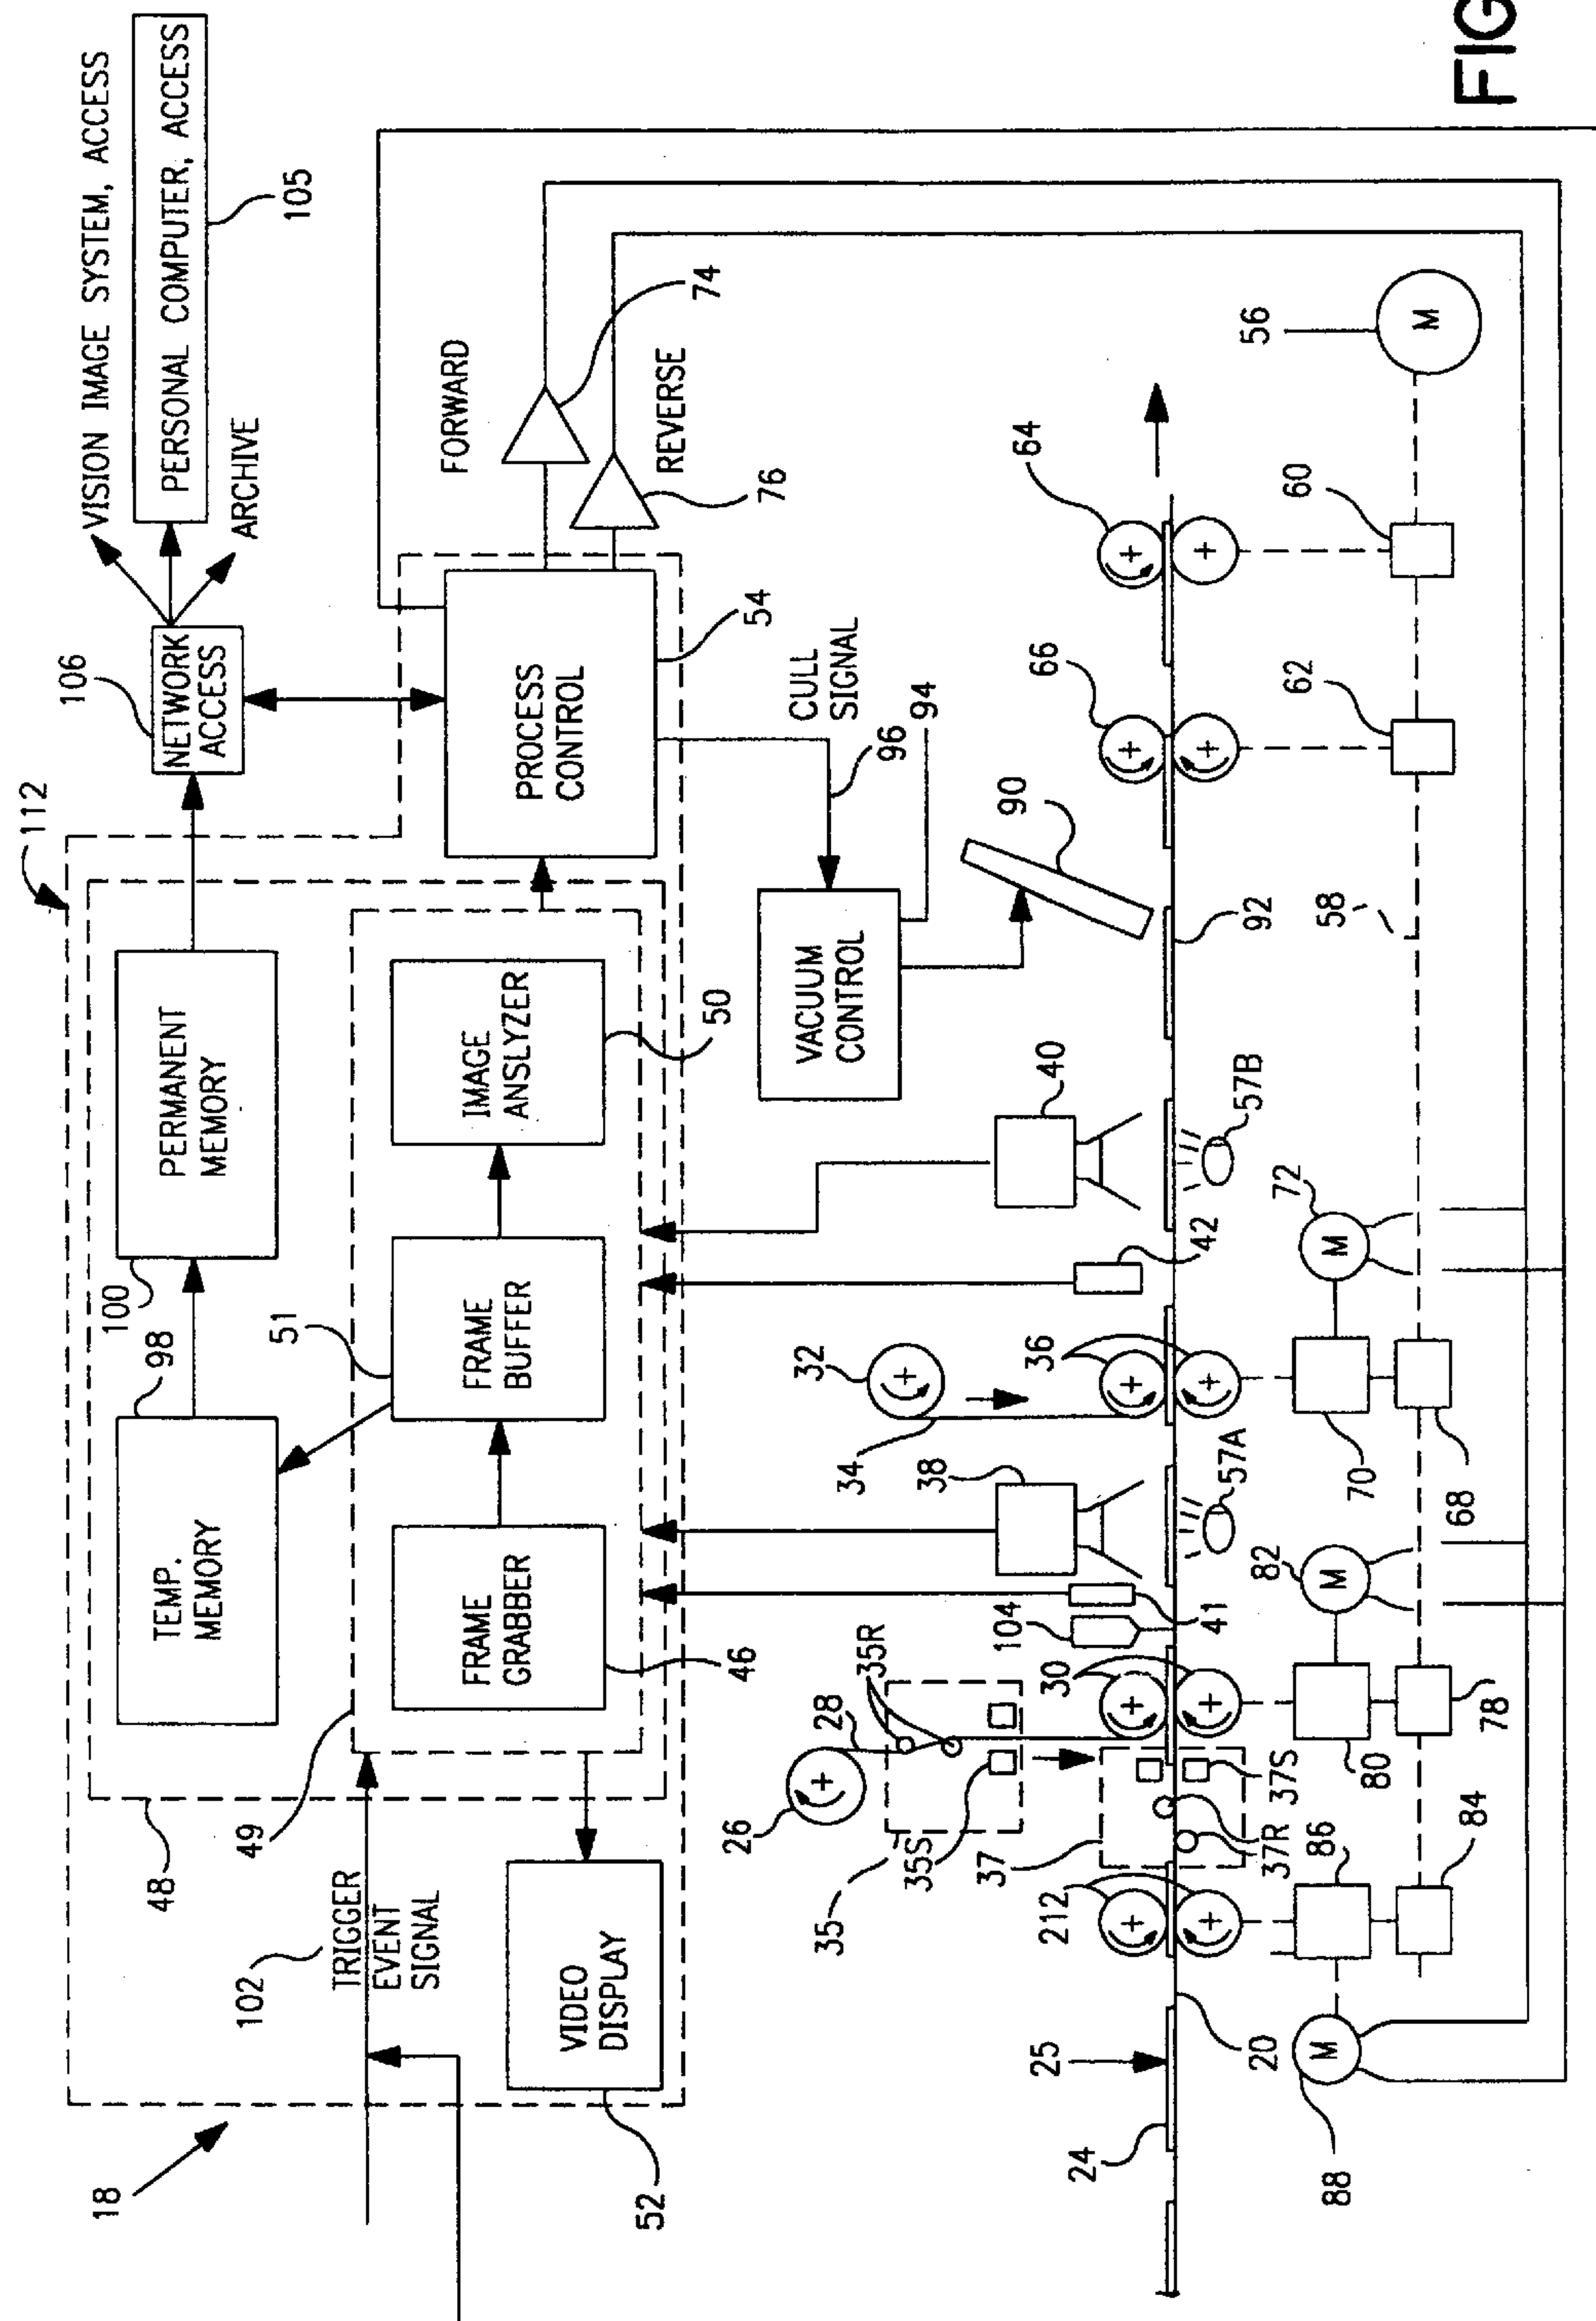 112
18
TEMP.
MEMORY
98
PERMANENT
MEMORY
100
106
NETWORK
ACCESS
VISION IMAGE SYSTEM, ACCESS
PERSONAL COMPUTER, ACCESS
105
ARCHIVE
48
49
51
102
TRIGGER
EVENT
SIGNAL
FRAME
GRABBER
46
FRAME
BUFFER
IMAGE
ANSLYZER
50
PROCESS
CONTROL
54
FORWARD
74
REVERSE
76
VIDEO
DISPLAY
52
VACUUM
CONTROL
CULL
SIGNAL
96
94
90
92
26
28
35R
35
35S
37
37R
37S
30
104
41
38
57A
32
34
36
42
40
57B
66
64
24
25
20
212
88
M
86
84
80
78
82
M
70
68
72
M
58
62
60
56
M
FIG